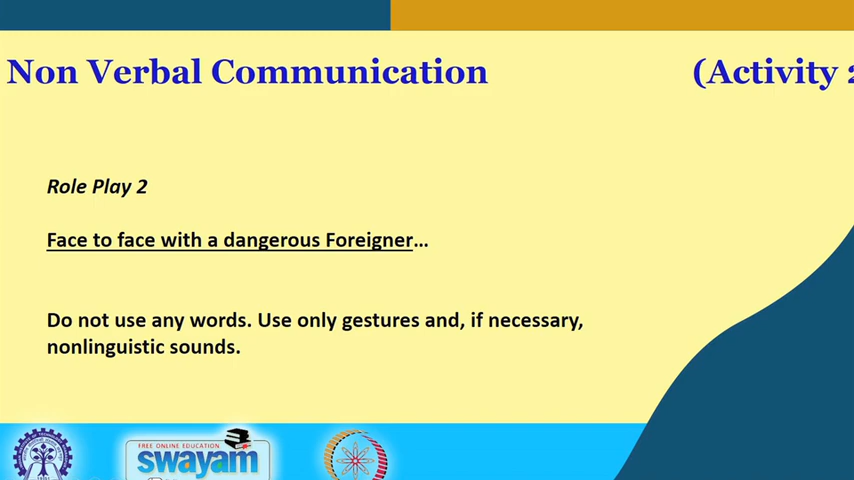 Non Verbal Communication (Activity 2
Role Play 2
Face to face with a dangerous Foreigner...
Do not use any words. Use only gestures and, if necessary,
nonlinguistic sounds.
FREE ONLINE EDUCATION
swayam